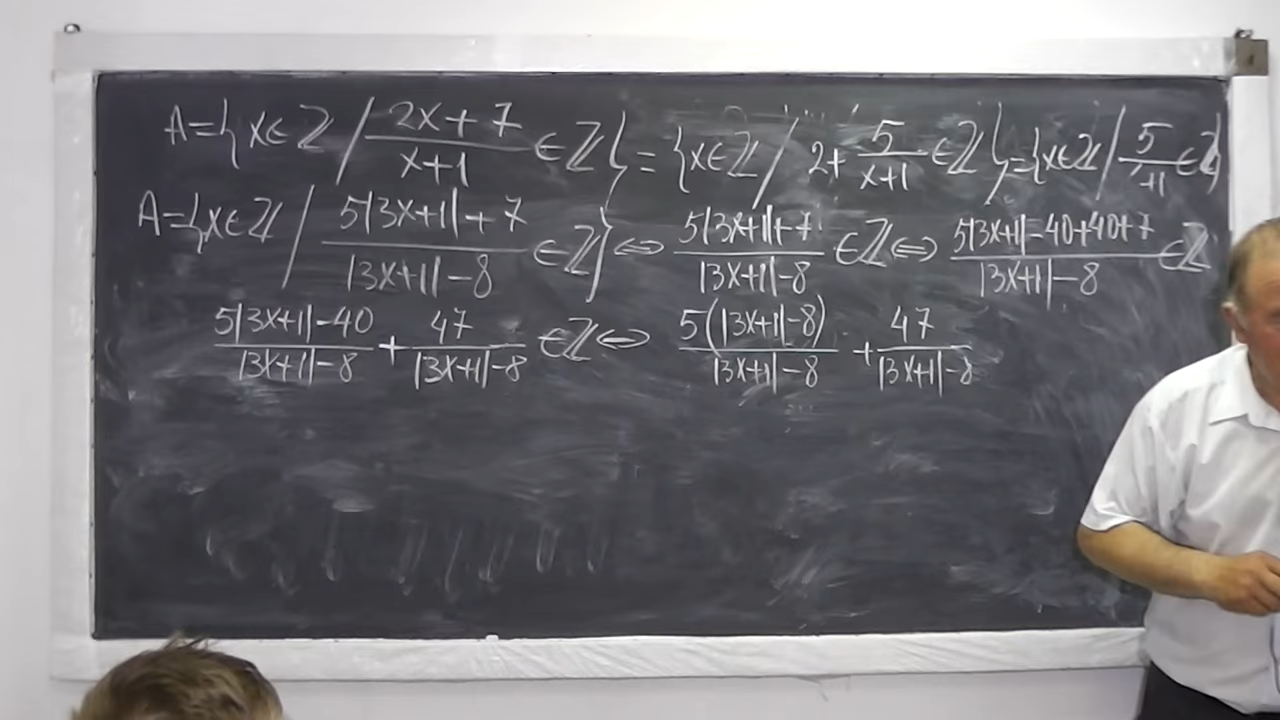 A={x∈ℤ / (2x+7)/(x+1) ∈ℤ} = {x∈ℤ / 2+5/(x+1) ∈ℤ}={x∈ℤ / 5/(+1) ∈ℤ}
A={x∈ℤ / (5|3x+1|+7)/(|3x+1|-8) ∈ℤ} ⇔ (5|3x+1|+7)/(|3x+1|-8) ∈ℤ ⇔ (5|3x+1|-40+40+7)/(|3x+1|-8) ∈ℤ
(5|3x+1|-40)/(|3x+1|-8) + 47/(|3x+1|-8) ∈ℤ ⇔ (5(|3x+1|-8))/(|3x+1|-8) + 47/(|3x+1|-8)